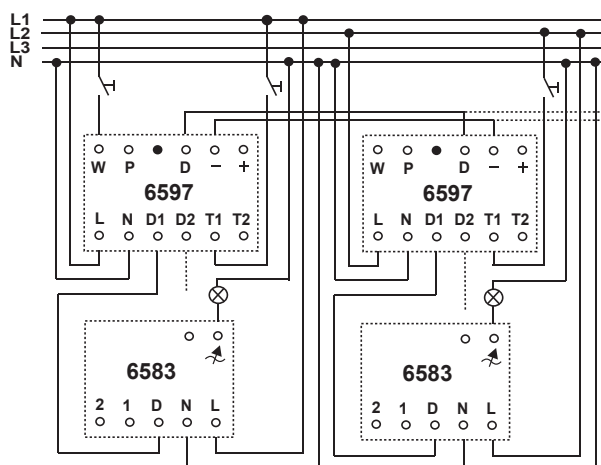 L1
L2
L3
N
W P D − + W P D − +
6597 6597
L N D1 D2 T1 T2 L N D1 D2 T1 T2
6583 6583
2 1 D N L 2 1 D N L